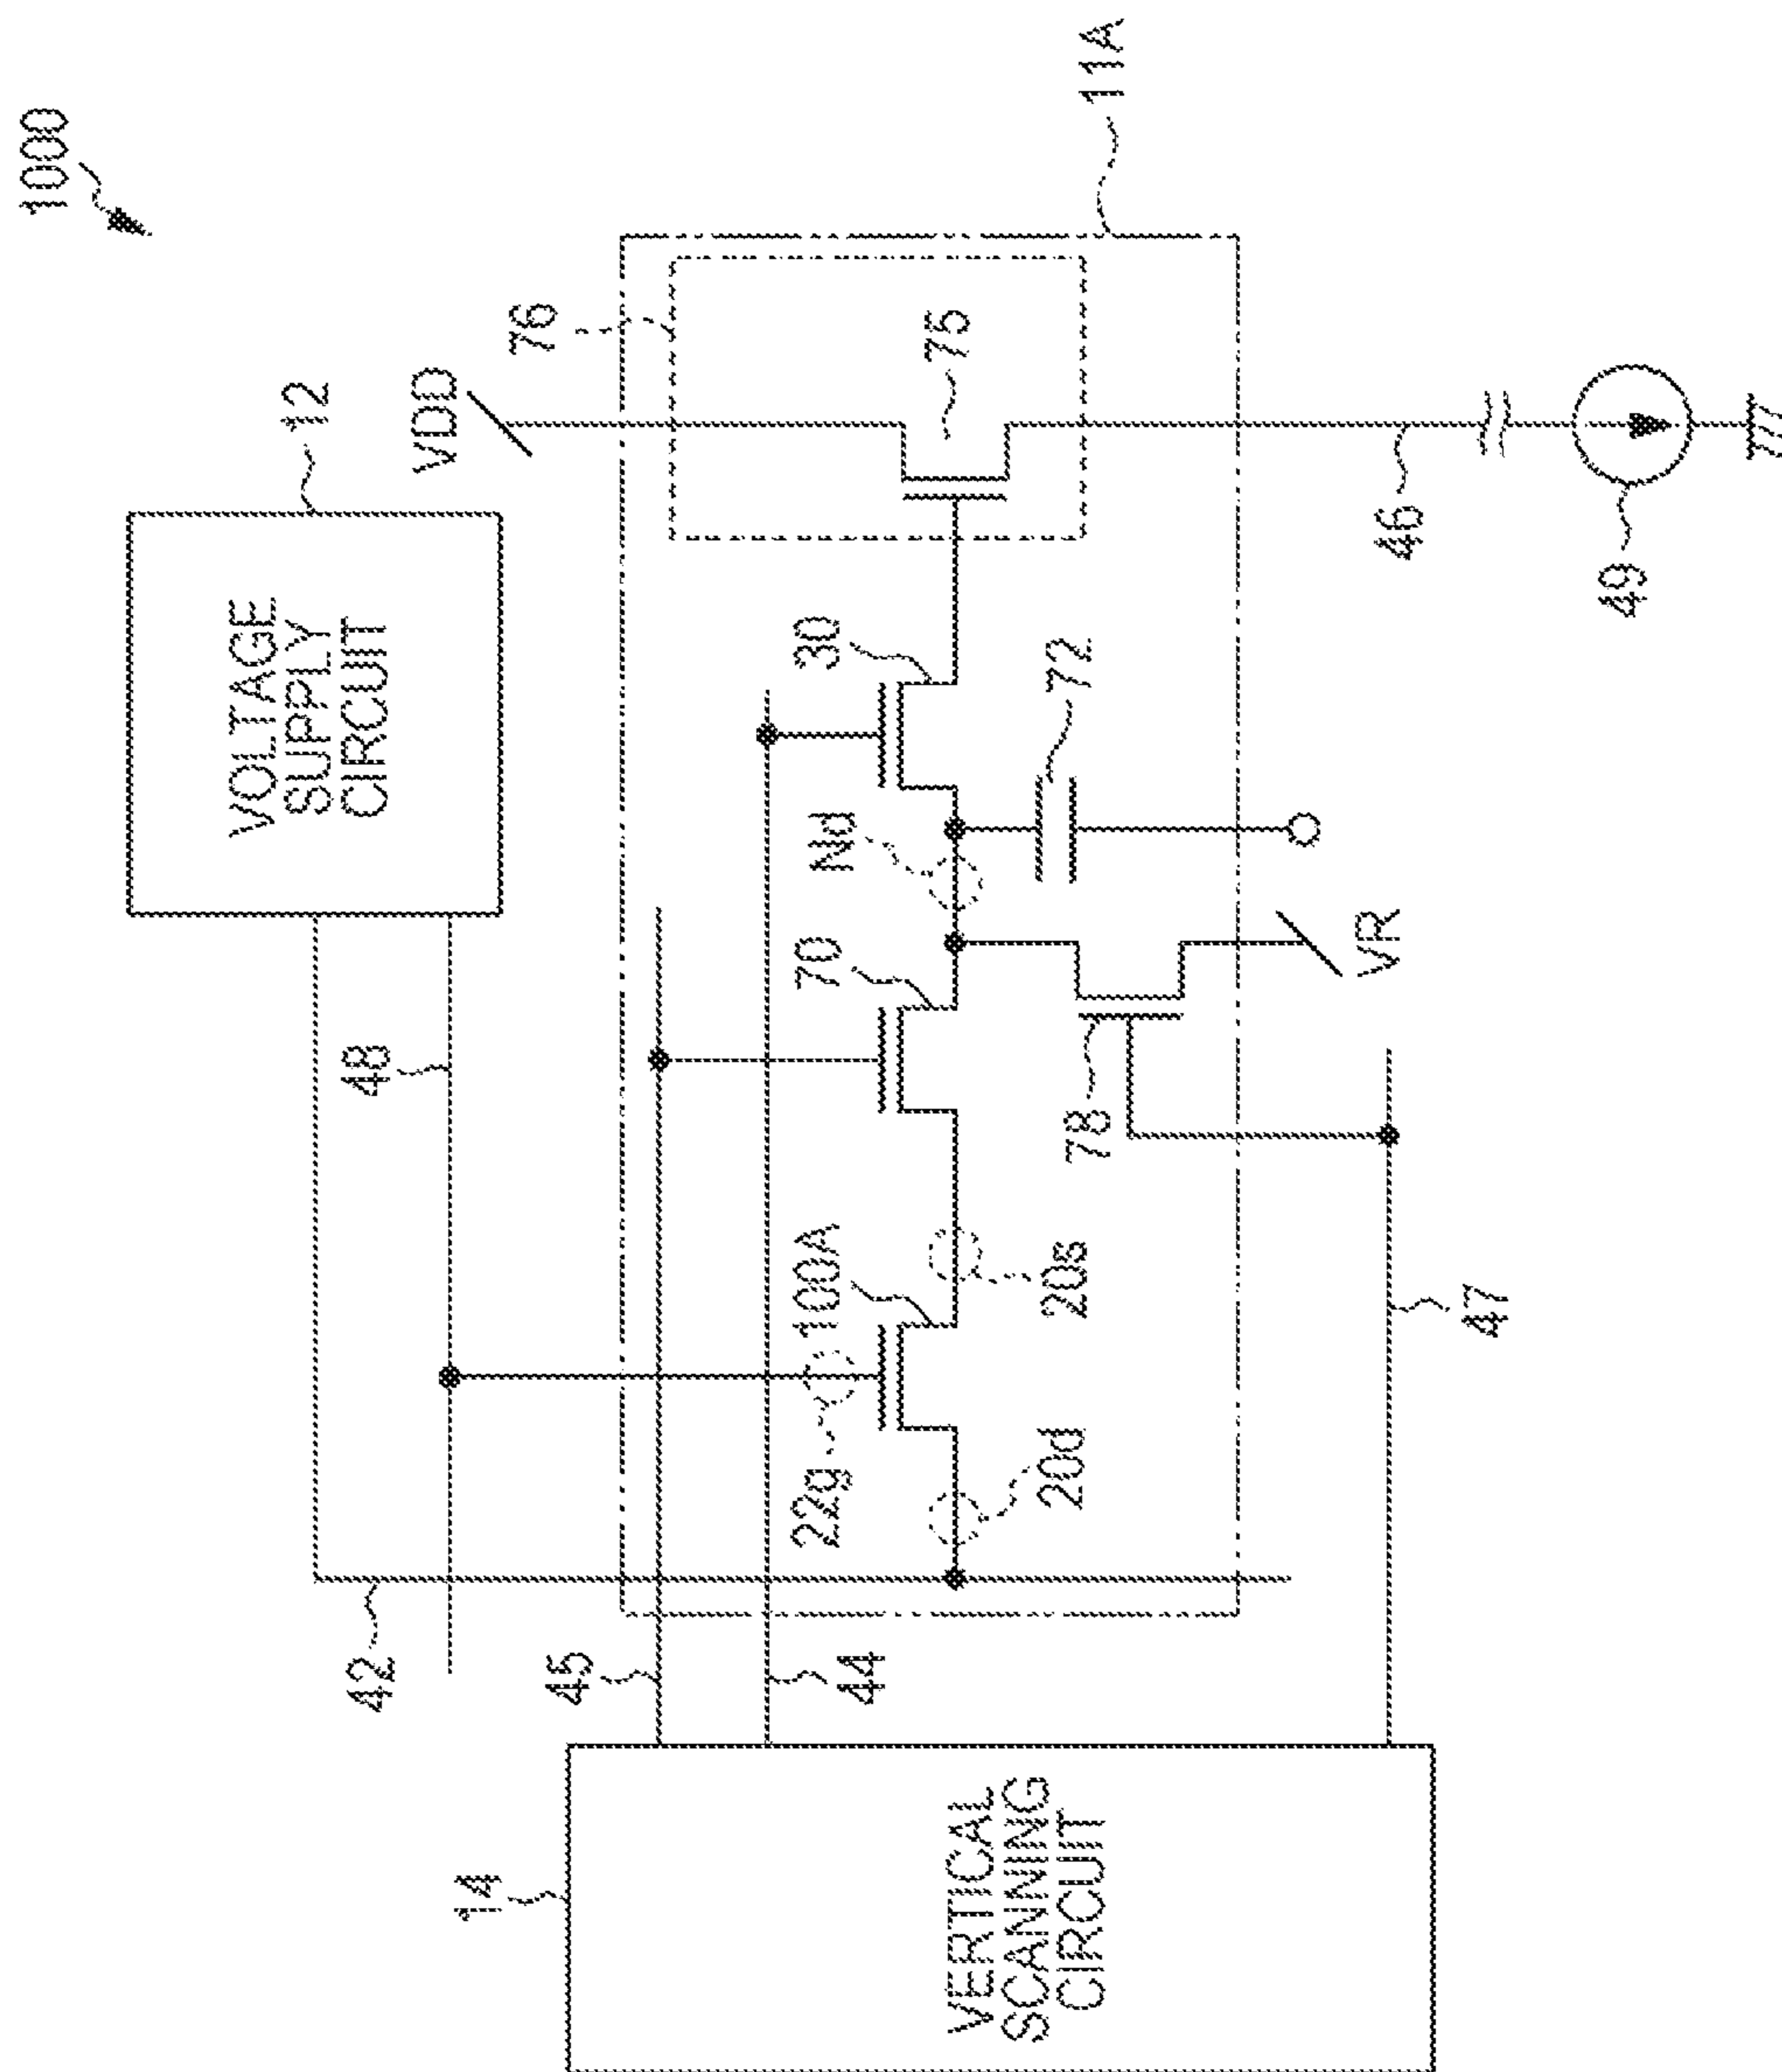 1000
12
VOLTAGE
SUPPLY
CIRCUIT
VDD
76
11A
48
42
45
44
30
75
70
Nd
72
100A
22g
20s
20d
78
VR
46
47
49
14
VERTICAL
SCANNING
CIRCUIT